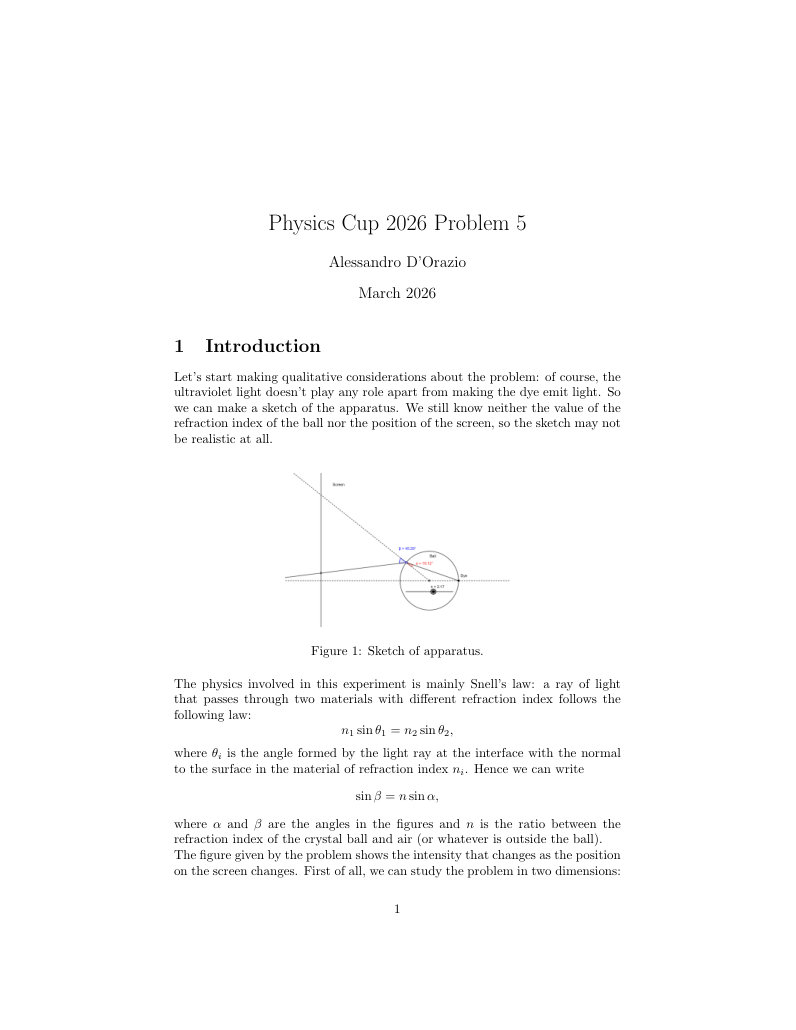 Physics Cup 2026 Problem 5
Alessandro D'Orazio
March 2026
1 Introduction
Let's start making qualitative considerations about the problem: of course, the
ultraviolet light doesn't play any role apart from making the dye emit light. So
we can make a sketch of the apparatus. We still know neither the value of the
refraction index of the ball nor the position of the screen, so the sketch may not
be realistic at all.
Screen
Ball
Dye
Figure 1: Sketch of apparatus.
The physics involved in this experiment is mainly Snell's law: a ray of light
that passes through two materials with different refraction index follows the
following law:
n₁ sin θ₁ = n₂ sin θ₂,
where θᵢ is the angle formed by the light ray at the interface with the normal
to the surface in the material of refraction index nᵢ. Hence we can write
sin β = n sin α,
where α and β are the angles in the figures and n is the ratio between the
refraction index of the crystal ball and air (or whatever is outside the ball).
The figure given by the problem shows the intensity that changes as the position
on the screen changes. First of all, we can study the problem in two dimensions:
1